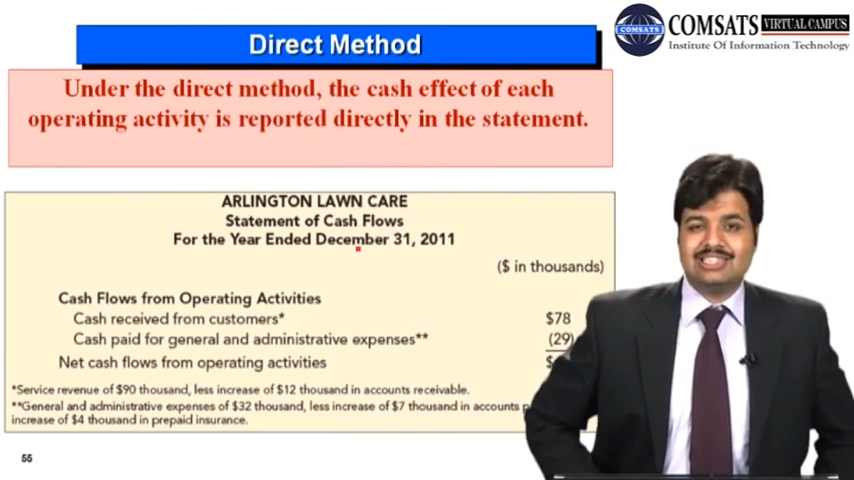 Direct Method
COMSATS VIRTUAL CAMPUS
Institute Of Information Technology
COMSATS
Under the direct method, the cash effect of each
operating activity is reported directly in the statement.
ARLINGTON LAWN CARE
Statement of Cash Flows
For the Year Ended December 31, 2011
($ in thousands)
Cash Flows from Operating Activities
Cash received from customers* $78
Cash paid for general and administrative expenses** (29)
Net cash flows from operating activities $
*Service revenue of $90 thousand, less increase of $12 thousand in accounts receivable.
**General and administrative expenses of $32 thousand, less increase of $7 thousand in accounts
increase of $4 thousand in prepaid insurance.
55